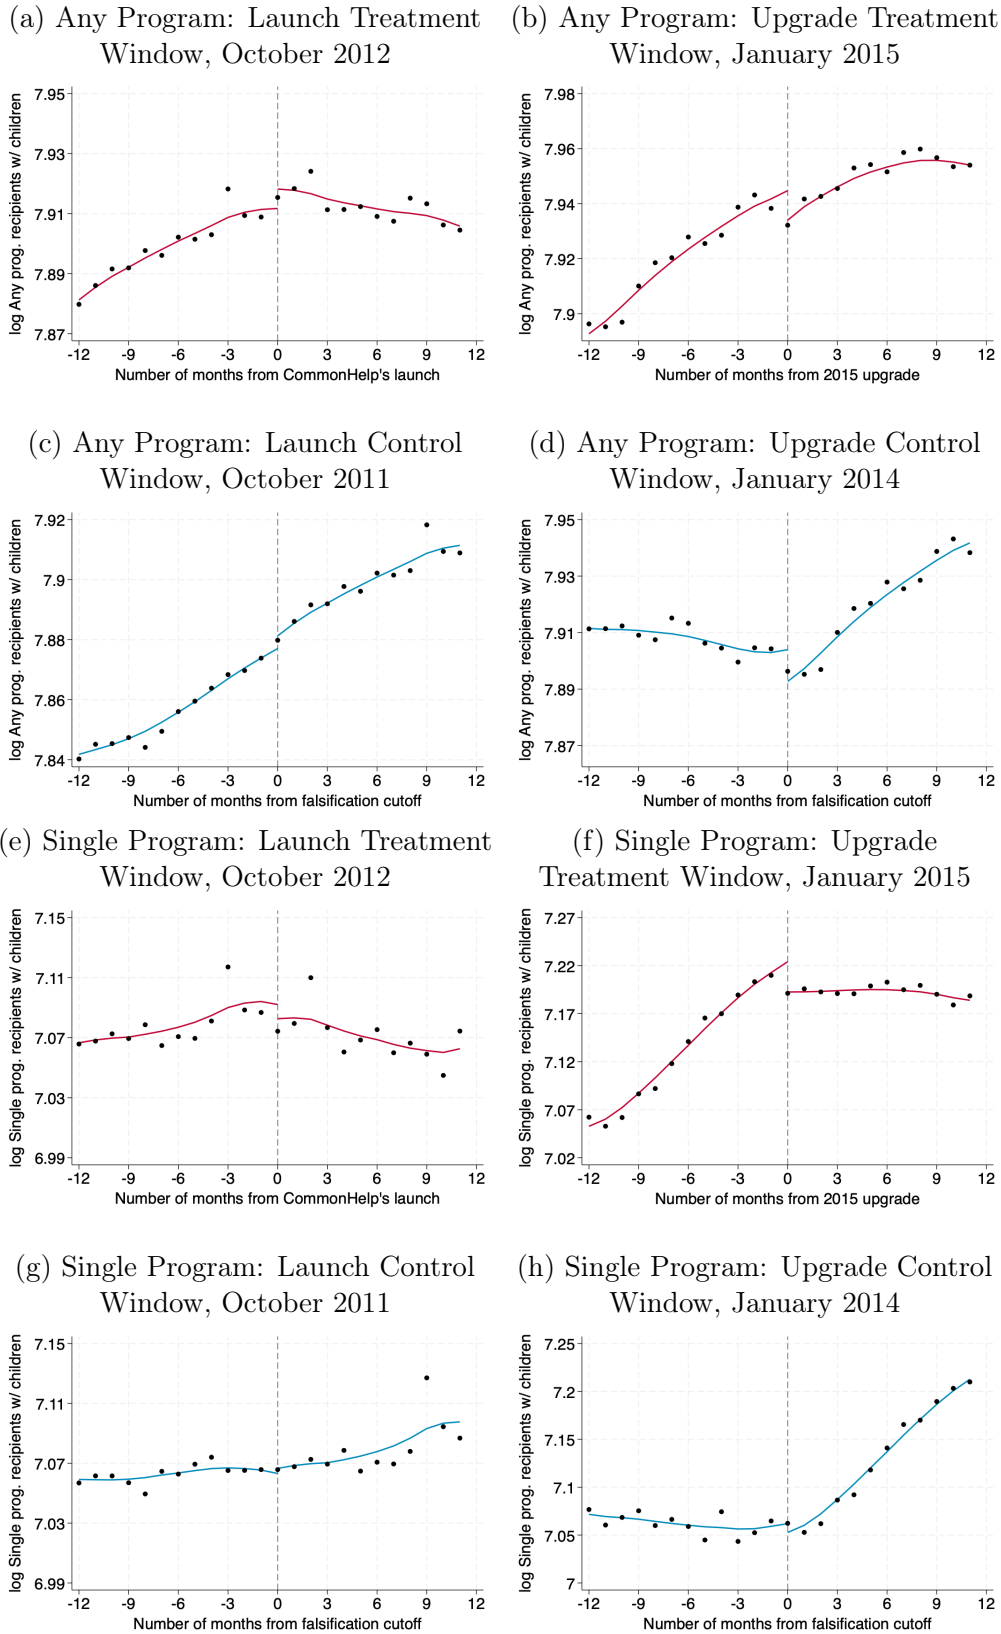 (a) Any Program: Launch Treatment
Window, October 2012
log Any prog. recipients w/ children
7.95
7.93
7.91
7.89
7.87
-12 -9 -6 -3 0 3 6 9 12
Number of months from CommonHelp's launch
(b) Any Program: Upgrade Treatment
Window, January 2015
log Any prog. recipients w/ children
7.98
7.96
7.94
7.92
7.9
-12 -9 -6 -3 0 3 6 9 12
Number of months from 2015 upgrade
(c) Any Program: Launch Control
Window, October 2011
log Any prog. recipients w/ children
7.92
7.9
7.88
7.86
7.84
-12 -9 -6 -3 0 3 6 9 12
Number of months from falsification cutoff
(d) Any Program: Upgrade Control
Window, January 2014
log Any prog. recipients w/ children
7.95
7.93
7.91
7.89
7.87
-12 -9 -6 -3 0 3 6 9 12
Number of months from falsification cutoff
(e) Single Program: Launch Treatment
Window, October 2012
log Single prog. recipients w/ children
7.15
7.11
7.07
7.03
6.99
-12 -9 -6 -3 0 3 6 9 12
Number of months from CommonHelp's launch
(f) Single Program: Upgrade
Treatment Window, January 2015
log Single prog. recipients w/ children
7.27
7.22
7.17
7.12
7.07
7.02
-12 -9 -6 -3 0 3 6 9 12
Number of months from 2015 upgrade
(g) Single Program: Launch Control
Window, October 2011
log Single prog. recipients w/ children
7.15
7.11
7.07
7.03
6.99
-12 -9 -6 -3 0 3 6 9 12
Number of months from falsification cutoff
(h) Single Program: Upgrade Control
Window, January 2014
log Single prog. recipients w/ children
7.25
7.2
7.15
7.1
7.05
7
-12 -9 -6 -3 0 3 6 9 12
Number of months from falsification cutoff